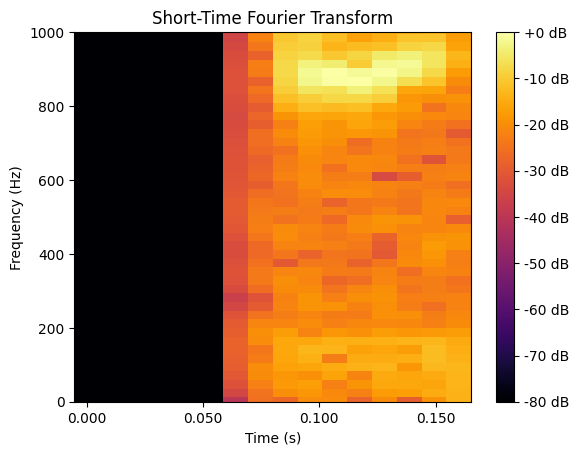 Short-Time Fourier Transform
1000
800
600
400
200
0
Frequency (Hz)
0.000
0.050
0.100
0.150
Time (s)
+0 dB
-10 dB
-20 dB
-30 dB
-40 dB
-50 dB
-60 dB
-70 dB
-80 dB